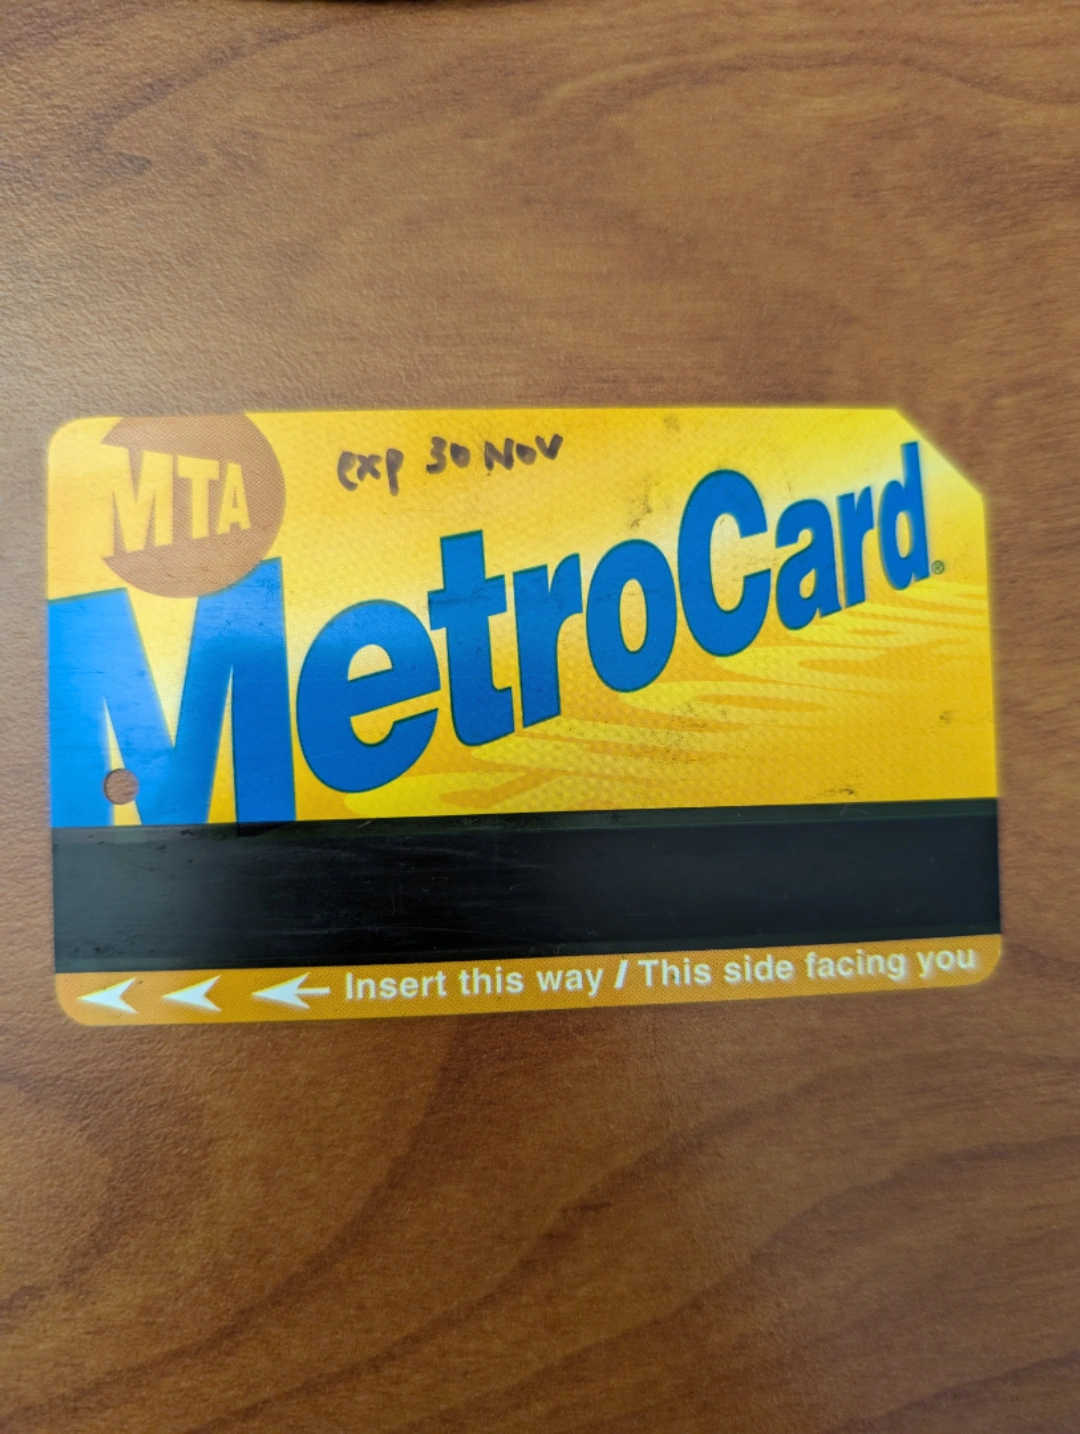 MTA
exp 30 NOV
MetroCard®
Insert this way / This side facing you